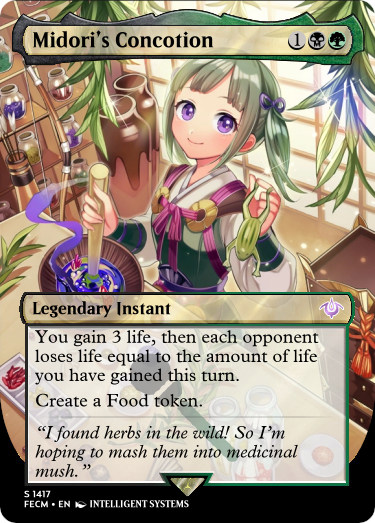 Midori's Concotion
1
Legendary Instant
You gain 3 life, then each opponent
loses life equal to the amount of life
you have gained this turn.
Create a Food token.
“I found herbs in the wild! So I’m
hoping to mash them into medicinal
mush.”
S 1417
FECM • EN INTELLIGENT SYSTEMS